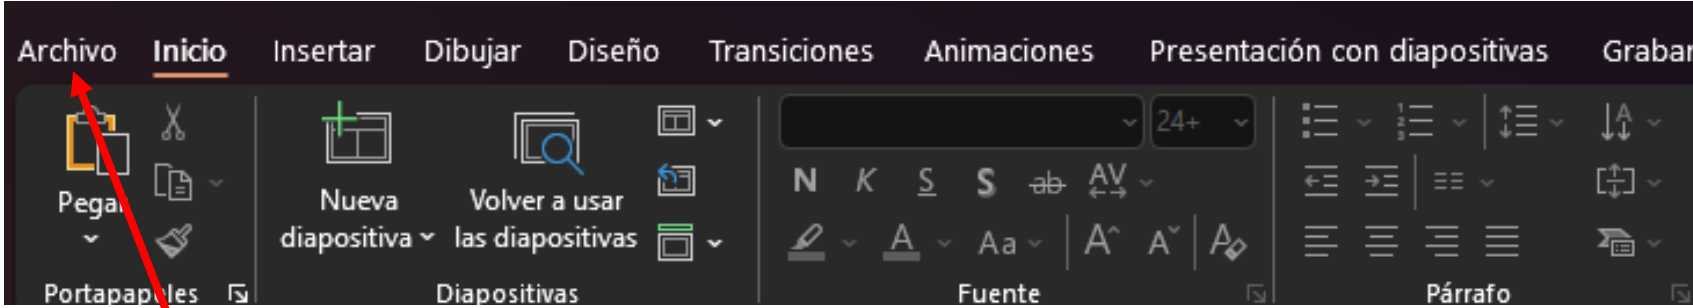 Archivo Inicio Insertar Dibujar Diseño Transiciones Animaciones Presentación con diapositivas Grabar
24+
N K S S ab AV
Pegar
Nueva
diapositiva
Volver a usar
las diapositivas
A Aa A A A
Portapapeles Diapositivas Fuente Párrafo